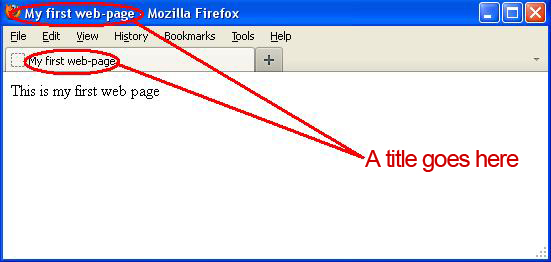 My first web-page - Mozilla Firefox
File Edit View History Bookmarks Tools Help
My first web-page
This is my first web page
A title goes here